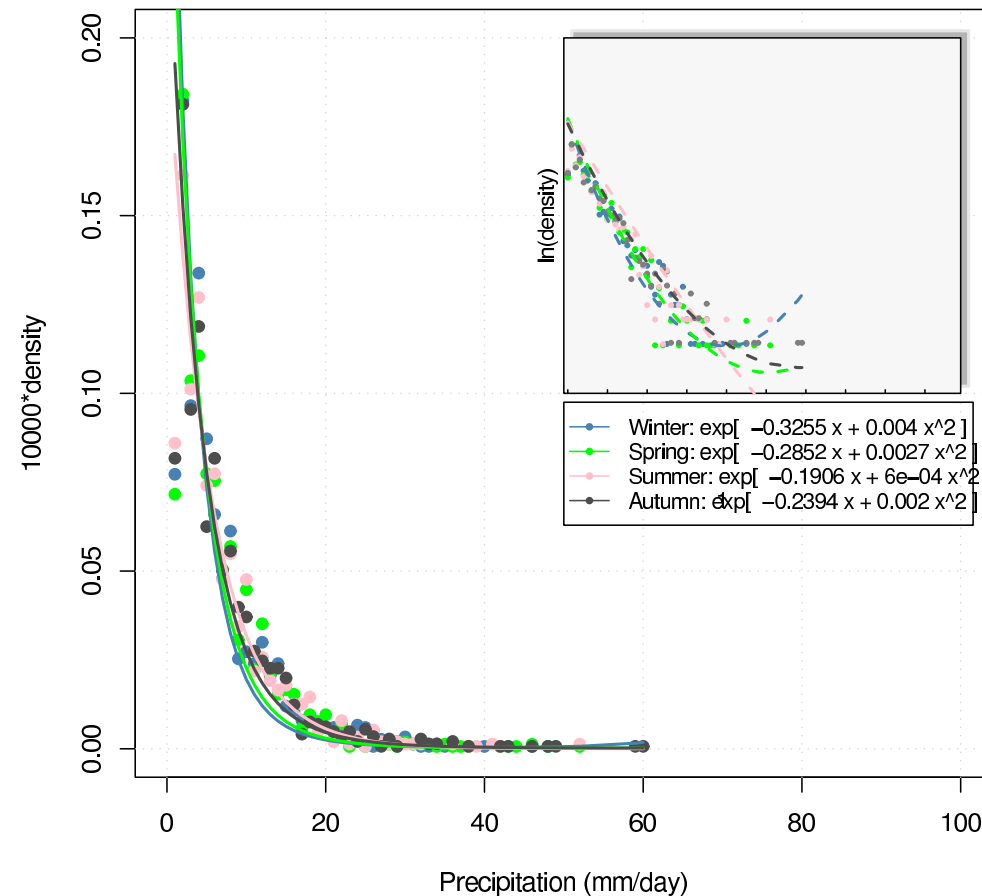 0.20
0.15
0.10
0.05
0.00
10000*density
ln(density)
Winter: exp[ −0.3255 x + 0.004 x^2 ]
Spring: exp[ −0.2852 x + 0.0027 x^2 ]
Summer: exp[ −0.1906 x + 6e−04 x^2
Autumn: exp[ −0.2394 x + 0.002 x^2 ]
0 20 40 60 80 100
Precipitation (mm/day)